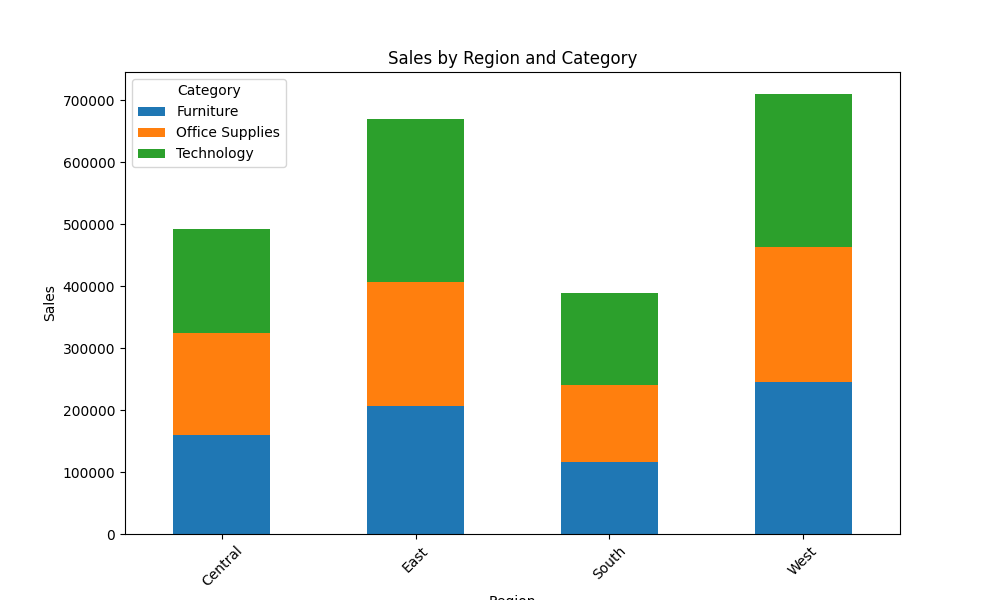 Sales by Region and Category
Category
Furniture
Office Supplies
Technology
700000
600000
500000
400000
300000
200000
100000
0
Sales
Central
East
South
West
Region